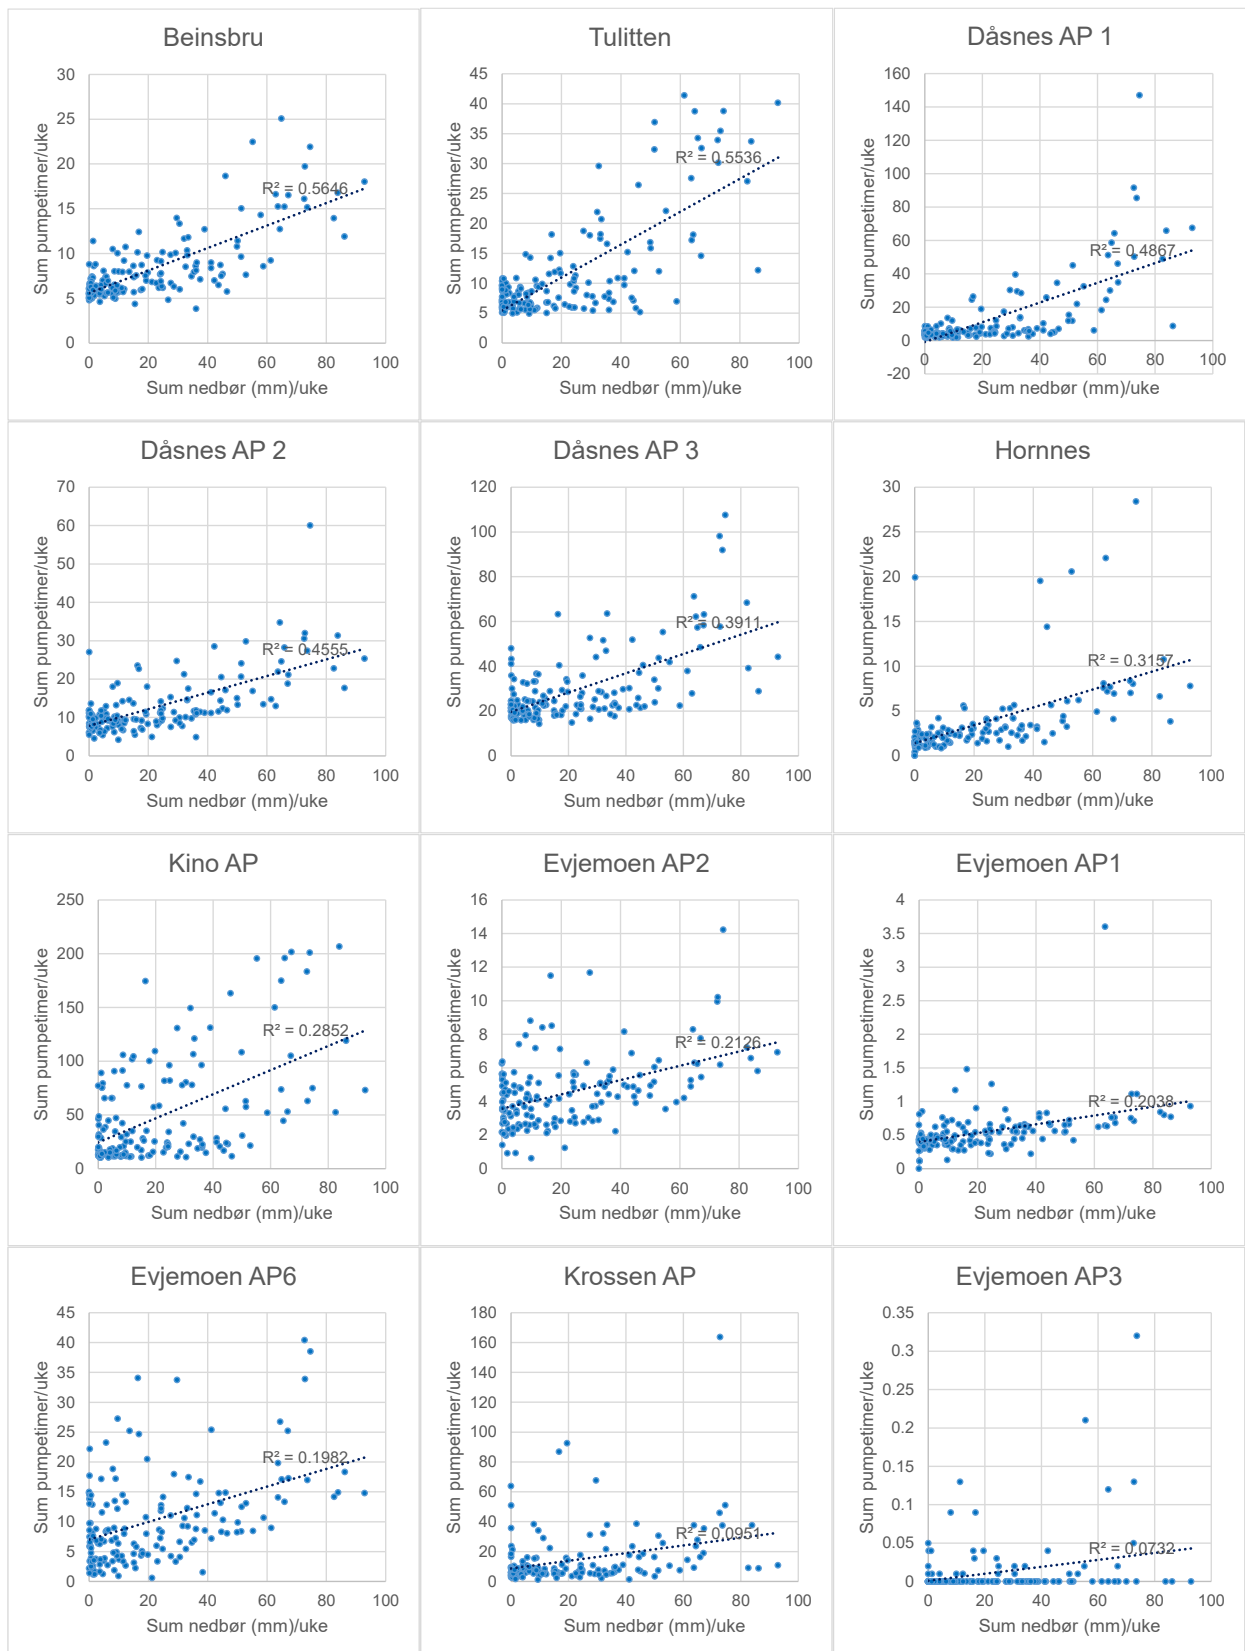 Beinsbru
Sum pumpetimer/uke
30
25
20
15
10
5
0
R² = 0.5646
0 20 40 60 80 100
Sum nedbør (mm)/uke
Tulitten
Sum pumpetimer/uke
45
40
35
30
25
20
15
10
5
0
R² = 0.5536
0 20 40 60 80 100
Sum nedbør (mm)/uke
Dåsnes AP 1
Sum pumpetimer/uke
160
140
120
100
80
60
40
20
0
-20
R² = 0.4867
0 20 40 60 80 100
Sum nedbør (mm)/uke
Dåsnes AP 2
Sum pumpetimer/uke
70
60
50
40
30
20
10
0
R² = 0.4555
0 20 40 60 80 100
Sum nedbør (mm)/uke
Dåsnes AP 3
Sum pumpetimer/uke
120
100
80
60
40
20
0
R² = 0.3911
0 20 40 60 80 100
Sum nedbør (mm)/uke
Hornnes
Sum pumpetimer/uke
30
25
20
15
10
5
0
R² = 0.3157
0 20 40 60 80 100
Sum nedbør (mm)/uke
Kino AP
Sum pumpetimer/uke
250
200
150
100
50
0
R² = 0.2852
0 20 40 60 80 100
Sum nedbør (mm)/uke
Evjemoen AP2
Sum pumpetimer/uke
16
14
12
10
8
6
4
2
0
R² = 0.2126
0 20 40 60 80 100
Sum nedbør (mm)/uke
Evjemoen AP1
Sum pumpetimer/uke
4
3.5
3
2.5
2
1.5
1
0.5
0
R² = 0.2038
0 20 40 60 80 100
Sum nedbør (mm)/uke
Evjemoen AP6
Sum pumpetimer/uke
45
40
35
30
25
20
15
10
5
0
R² = 0.1982
0 20 40 60 80 100
Sum nedbør (mm)/uke
Krossen AP
Sum pumpetimer/uke
180
160
140
120
100
80
60
40
20
0
R² = 0.0951
0 20 40 60 80 100
Sum nedbør (mm)/uke
Evjemoen AP3
Sum pumpetimer/uke
0.35
0.3
0.25
0.2
0.15
0.1
0.05
0
R² = 0.0732
0 20 40 60 80 100
Sum nedbør (mm)/uke